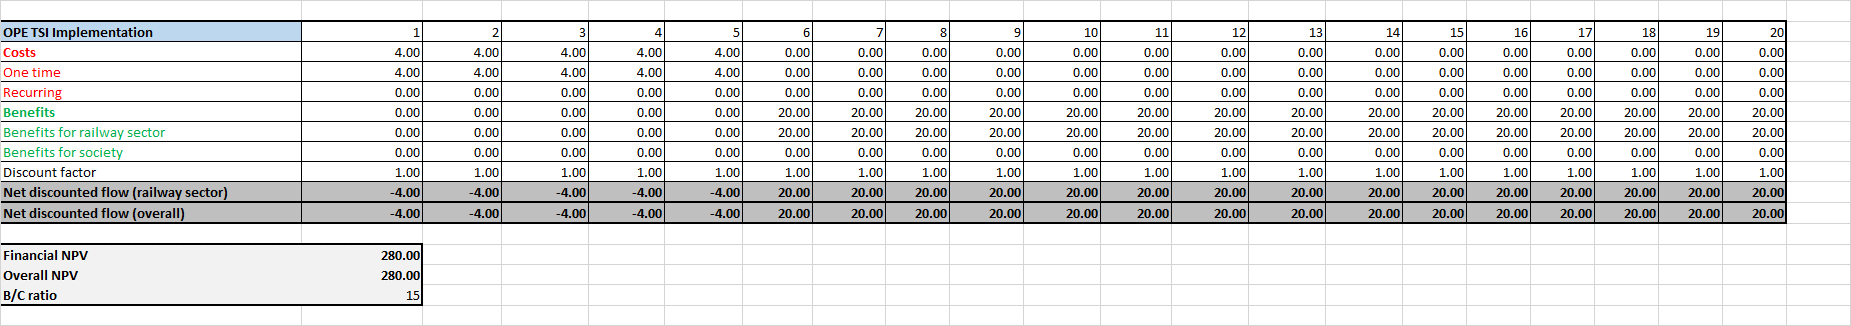 OPE TSI Implementation 1 2 3 4 5 6 7 8 9 10 11 12 13 14 15 16 17 18 19 20
Costs 4.00 4.00 4.00 4.00 4.00 0.00 0.00 0.00 0.00 0.00 0.00 0.00 0.00 0.00 0.00 0.00 0.00 0.00 0.00 0.00
One time 4.00 4.00 4.00 4.00 4.00 0.00 0.00 0.00 0.00 0.00 0.00 0.00 0.00 0.00 0.00 0.00 0.00 0.00 0.00 0.00
Recurring 0.00 0.00 0.00 0.00 0.00 0.00 0.00 0.00 0.00 0.00 0.00 0.00 0.00 0.00 0.00 0.00 0.00 0.00 0.00 0.00
Benefits 0.00 0.00 0.00 0.00 0.00 20.00 20.00 20.00 20.00 20.00 20.00 20.00 20.00 20.00 20.00 20.00 20.00 20.00 20.00 20.00
Benefits for railway sector 0.00 0.00 0.00 0.00 0.00 20.00 20.00 20.00 20.00 20.00 20.00 20.00 20.00 20.00 20.00 20.00 20.00 20.00 20.00 20.00
Benefits for society 0.00 0.00 0.00 0.00 0.00 0.00 0.00 0.00 0.00 0.00 0.00 0.00 0.00 0.00 0.00 0.00 0.00 0.00 0.00 0.00
Discount factor 1.00 1.00 1.00 1.00 1.00 1.00 1.00 1.00 1.00 1.00 1.00 1.00 1.00 1.00 1.00 1.00 1.00 1.00 1.00 1.00
Net discounted flow (railway sector) -4.00 -4.00 -4.00 -4.00 -4.00 20.00 20.00 20.00 20.00 20.00 20.00 20.00 20.00 20.00 20.00 20.00 20.00 20.00 20.00 20.00
Net discounted flow (overall) -4.00 -4.00 -4.00 -4.00 -4.00 20.00 20.00 20.00 20.00 20.00 20.00 20.00 20.00 20.00 20.00 20.00 20.00 20.00 20.00 20.00
Financial NPV 280.00
Overall NPV 280.00
B/C ratio 15